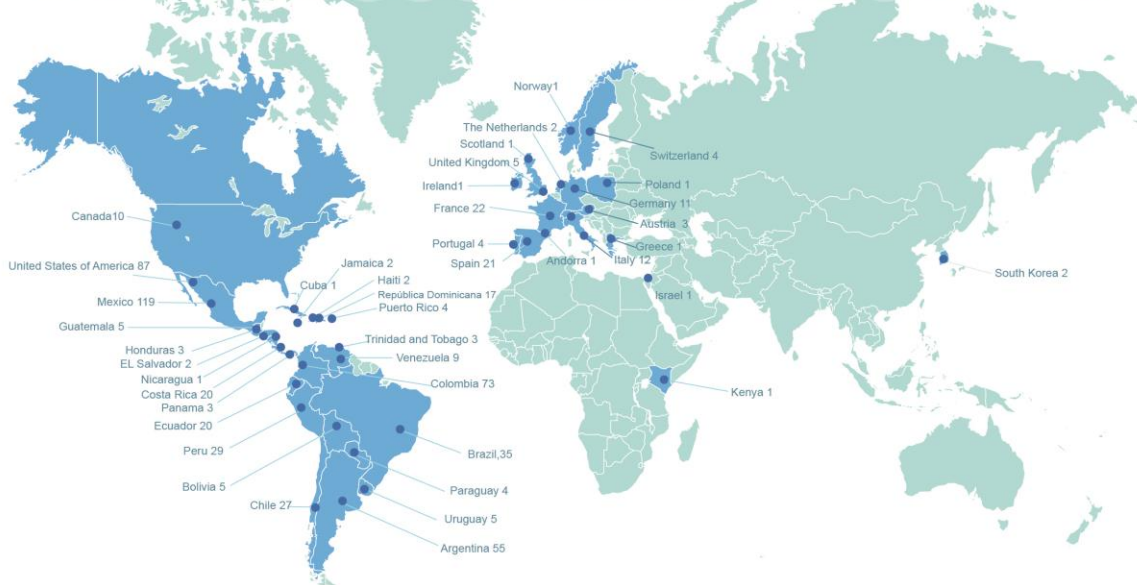 Norway1
The Netherlands 2
Scotland 1
Switzerland 4
United Kingdom 5
Ireland1
Poland 1
Germany 11
France 22
Austria 3
Canada10
Portugal 4
Greece 1
Spain 21
Andorra 1
Italy 12
United States of America 87
Jamaica 2
Haiti 2
Cuba 1
South Korea 2
República Dominicana 17
Israel 1
Mexico 119
Puerto Rico 4
Guatemala 5
Trinidad and Tobago 3
Honduras 3
Venezuela 9
EL Salvador 2
Nicaragua 1
Colombia 73
Costa Rica 20
Kenya 1
Panama 3
Ecuador 20
Peru 29
Brazil,35
Bolivia 5
Paraguay 4
Chile 27
Uruguay 5
Argentina 55